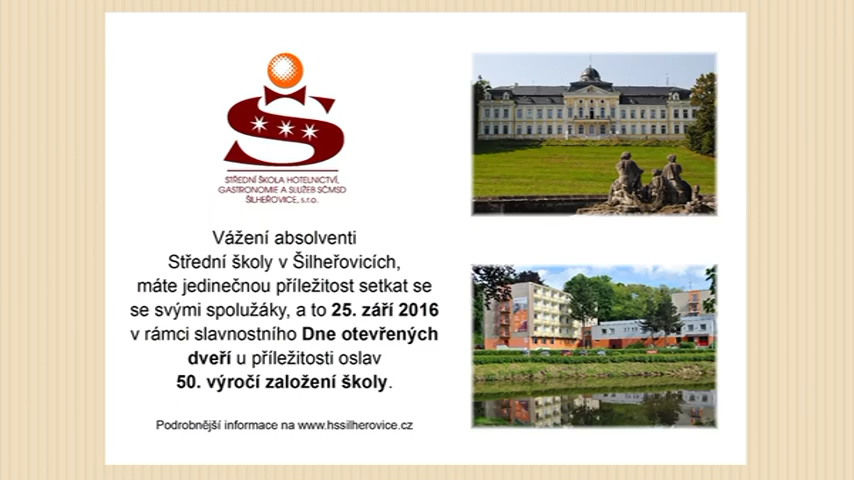 Š
STŘEDNÍ ŠKOLA HOTELNICTVÍ,
GASTRONOMIE A SLUŽEB SČMSD
ŠILHEŘOVICE, s.r.o.
Vážení absolventi
Střední školy v Šilheřovicích,
máte jedinečnou příležitost setkat se
se svými spolužáky, a to 25. září 2016
v rámci slavnostního Dne otevřených
dveří u příležitosti oslav
50. výročí založení školy.
Podrobnější informace na www.hssilherovice.cz